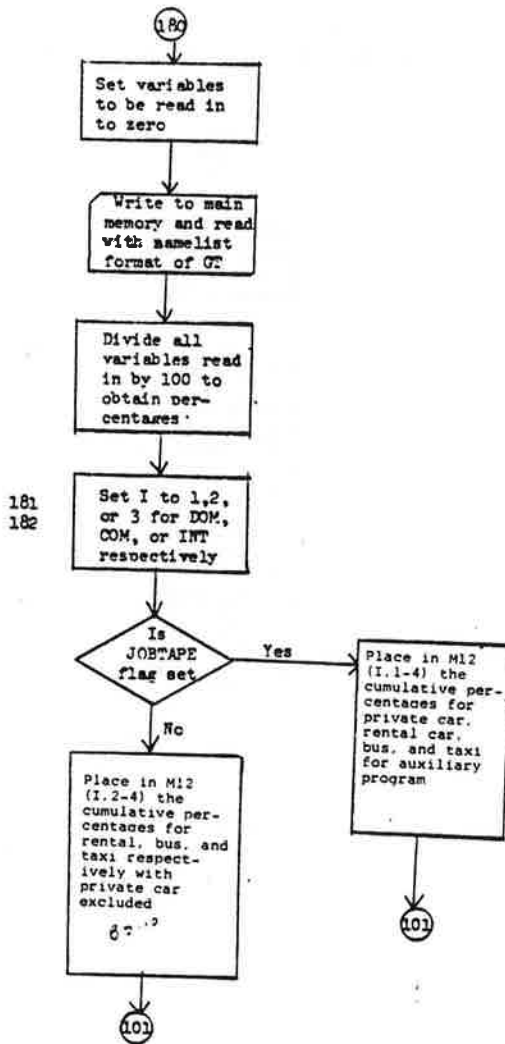 180
Set variables
to be read in
to zero
Write to main
memory and read
with namelist
format of GT
Divide all
variables read
in by 100 to
obtain per-
centages.
181
182
Set I to 1,2,
or 3 for DOM,
COM, or INT
respectively
Is
JOBTAPE
flag set
Yes
No
Place in M12
(I.1-4) the
cumulative per-
centages for
private car.
rental car,
bus, and taxi
for auxiliary
program
Place in M12
(I.2-4) the
cumulative per-
centages for
rental, bus, and
taxi respect-
ively with
private car
excluded
101
101